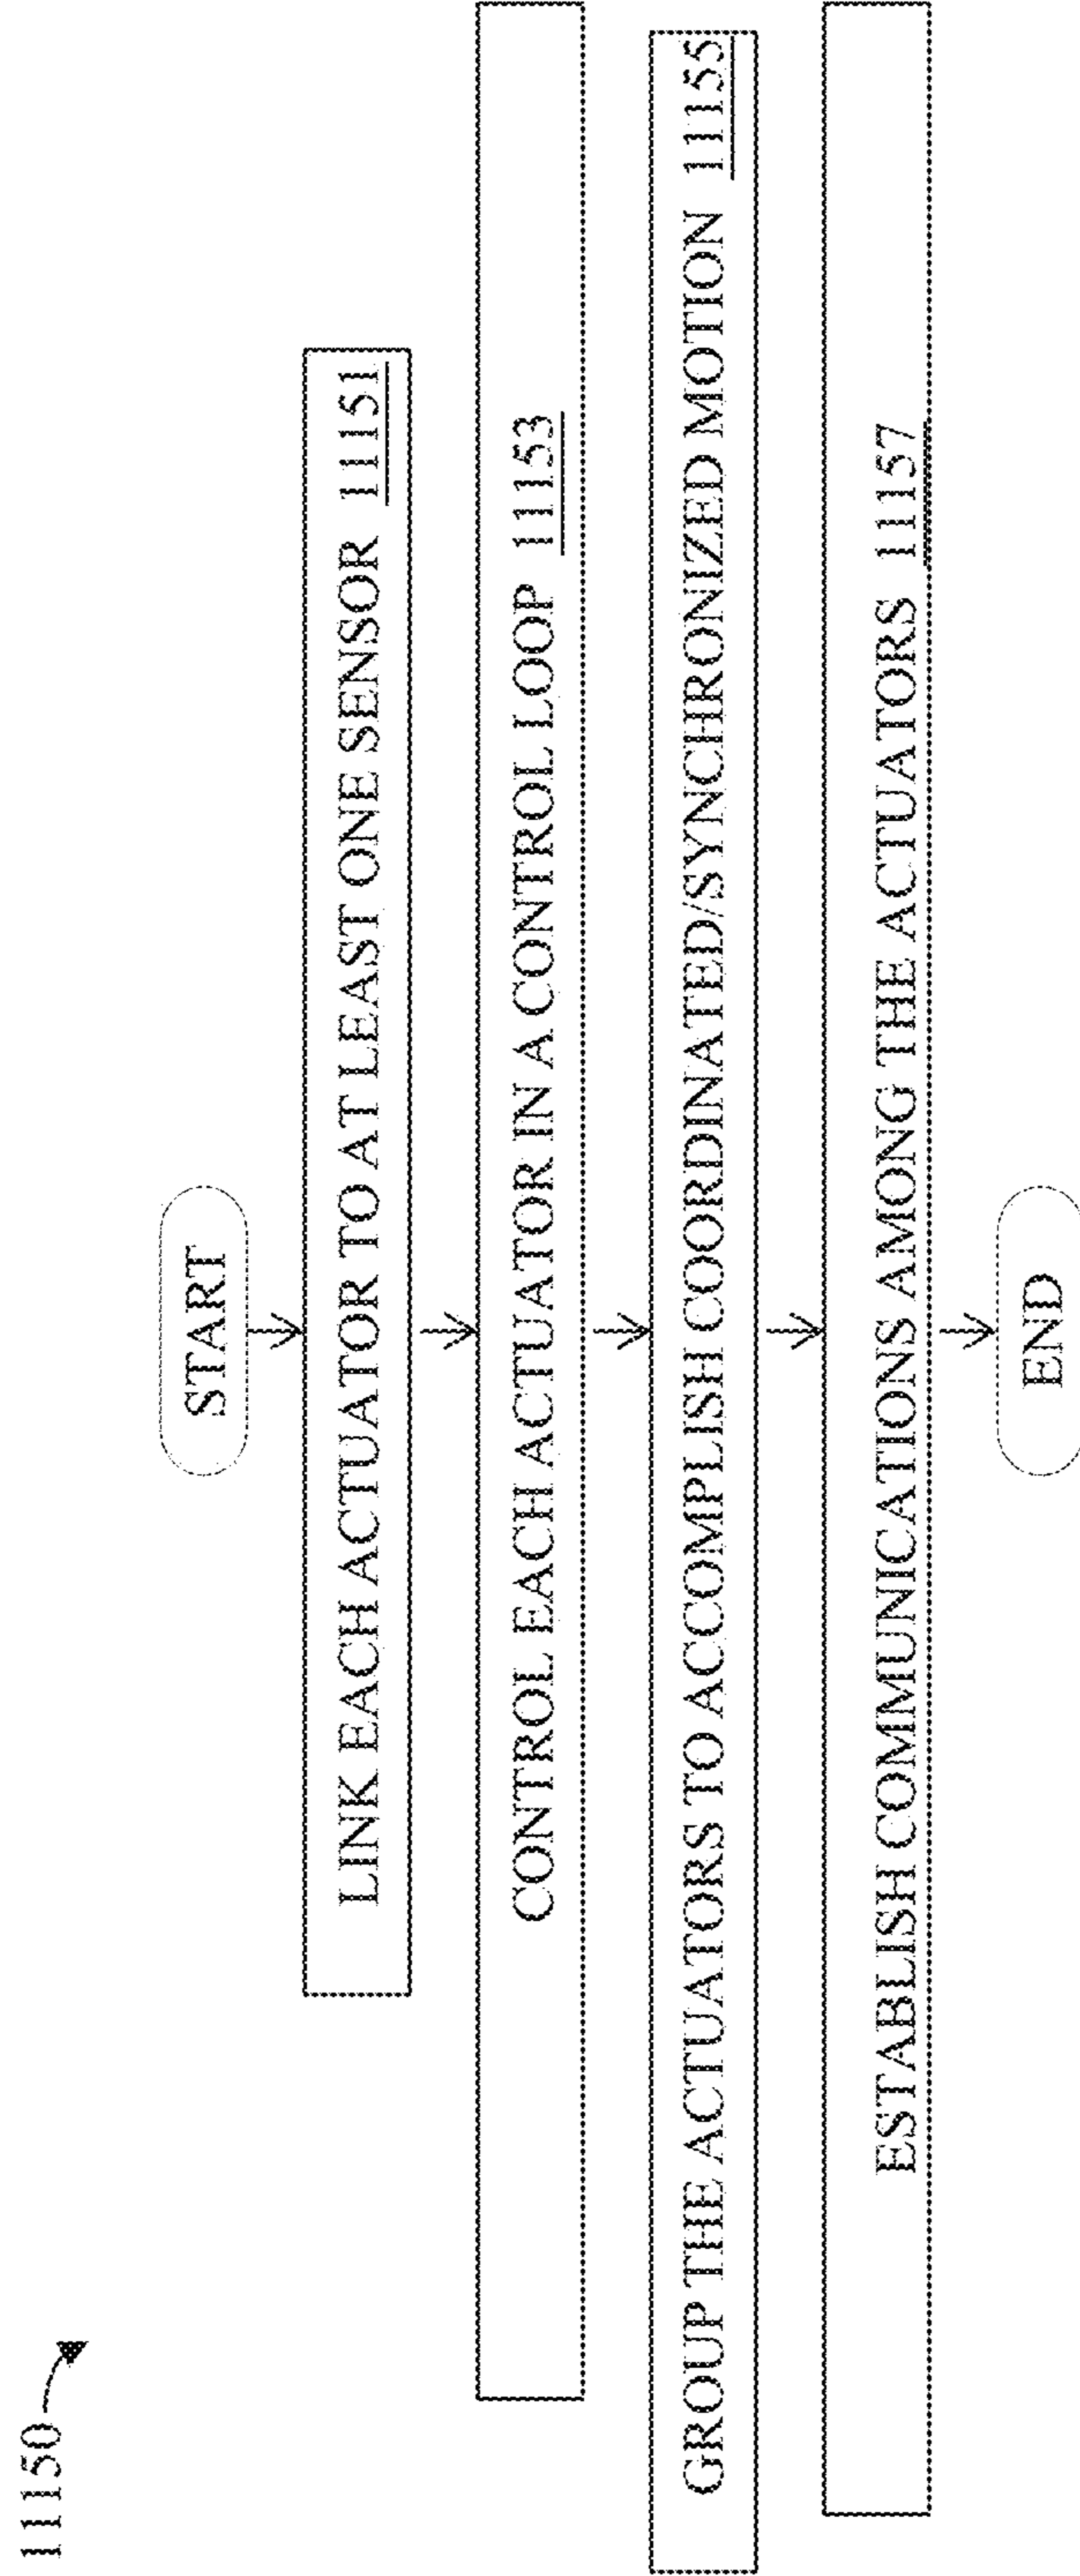 11150
START
LINK EACH ACTUATOR TO AT LEAST ONE SENSOR 11151
CONTROL EACH ACTUATOR IN A CONTROL LOOP 11153
GROUP THE ACTUATORS TO ACCOMPLISH COORDINATED/SYNCHRONIZED MOTION 11155
ESTABLISH COMMUNICATIONS AMONG THE ACTUATORS 11157
END